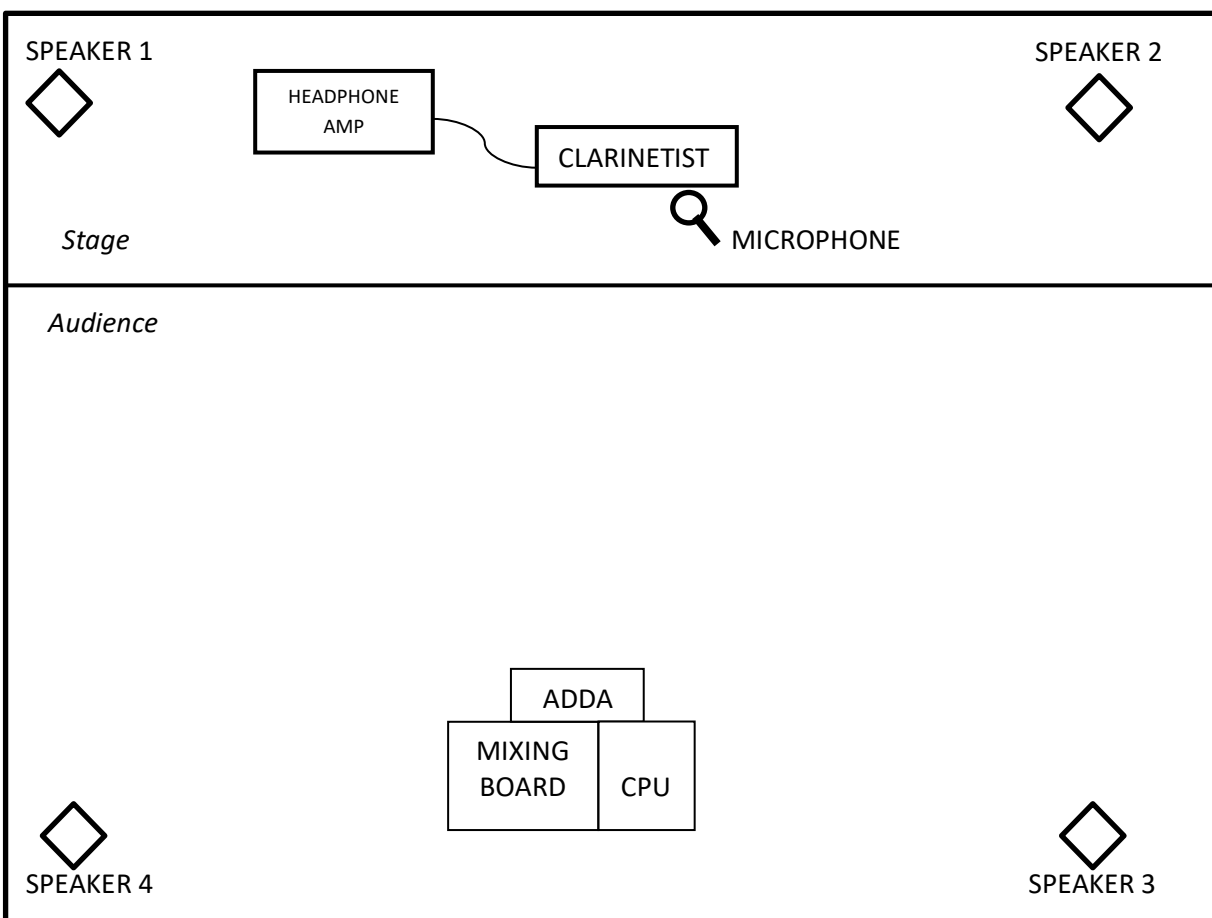 SPEAKER 1
SPEAKER 2
HEADPHONE
AMP
CLARINETIST
MICROPHONE
Stage
Audience
ADDA
MIXING
BOARD
CPU
SPEAKER 4
SPEAKER 3